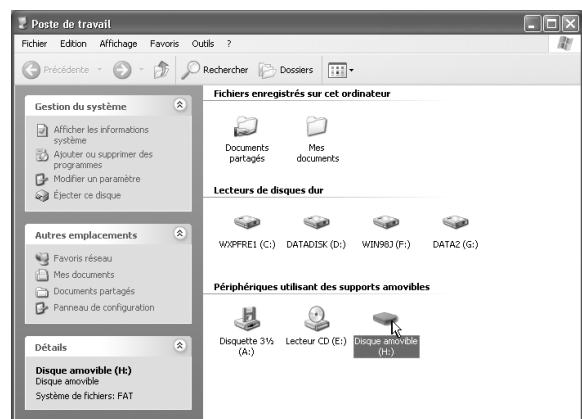 Poste de travail
Fichier Edition Affichage Favoris Outils ?
Précédente Rechercher Dossiers
Gestion du système
Afficher les informations
système
Ajouter ou supprimer des
programmes
Modifier un paramètre
Éjecter ce disque
Autres emplacements
Favoris réseau
Mes documents
Documents partagés
Panneau de configuration
Détails
Disque amovible (H:)
Disque amovible
Système de fichiers: FAT
Fichiers enregistrés sur cet ordinateur
Documents
partagés
Mes
documents
Lecteurs de disques dur
WXPFRE1 (C:) DATADISK (D:) WIN98J (F:) DATA2 (G:)
Périphériques utilisant des supports amovibles
Disquette 3½
(A:)
Lecteur CD (E:)
Disque amovible
(H:)